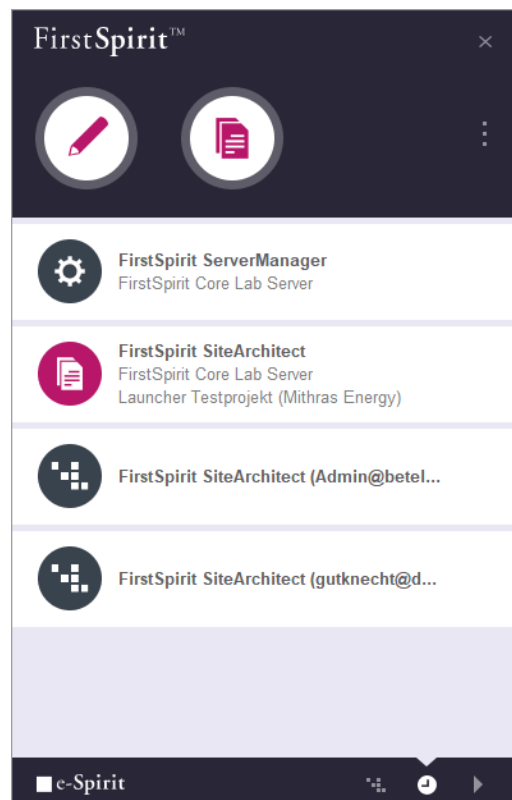 FirstSpirit™
FirstSpirit ServerManager
FirstSpirit Core Lab Server
FirstSpirit SiteArchitect
FirstSpirit Core Lab Server
Launcher Testprojekt (Mithras Energy)
FirstSpirit SiteArchitect (Admin@betel...
FirstSpirit SiteArchitect (gutknecht@d...
e-Spirit